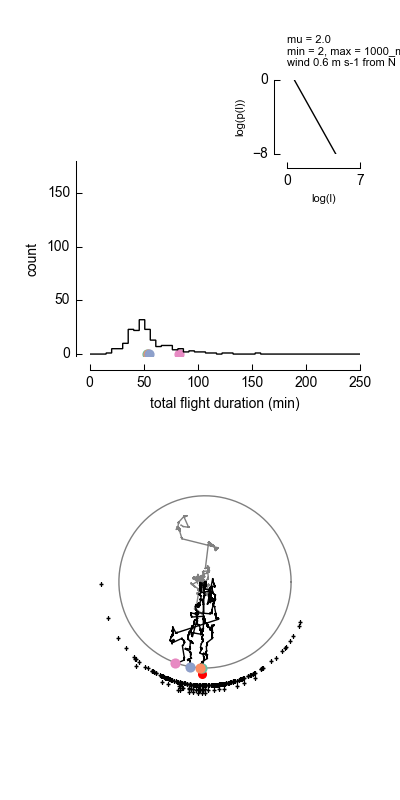 mu = 2.0
min = 2, max = 1000_m
wind 0.6 m s-1 from N
log(p(l))
0
−8
0
7
log(l)
150
100
50
0
count
0
50
100
150
200
250
total flight duration (min)